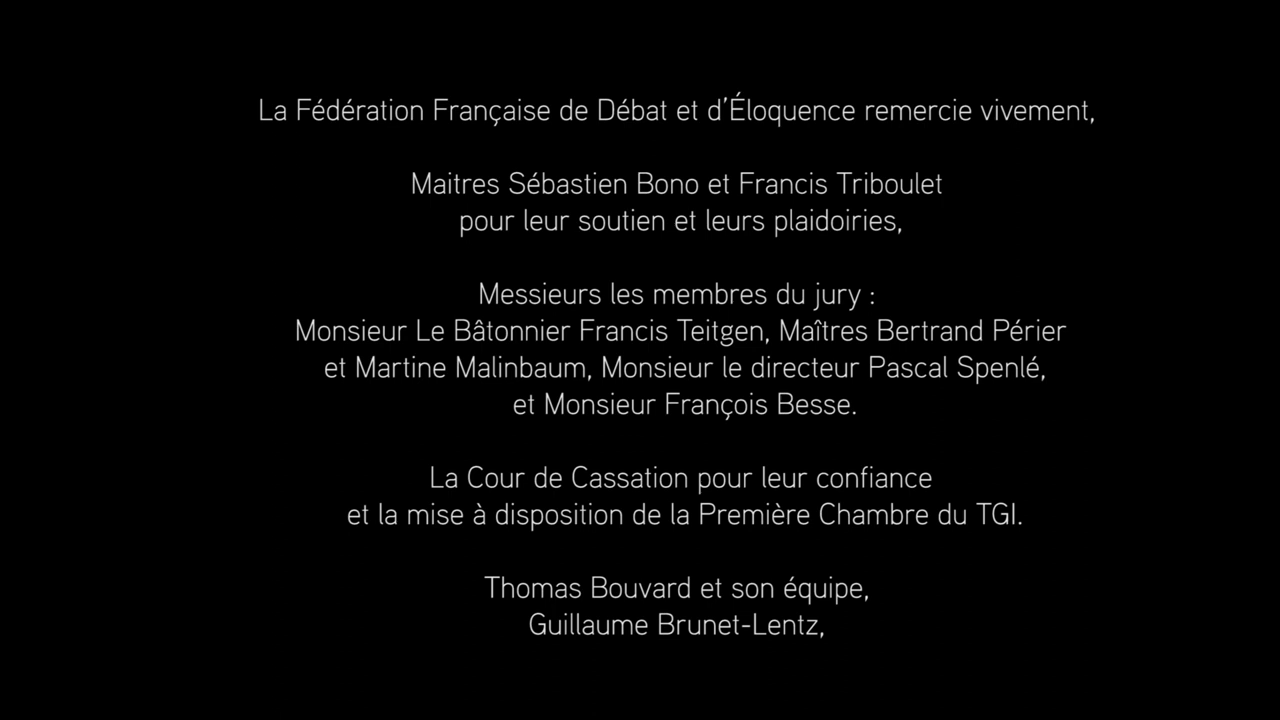 La Fédération Française de Débat et d'Éloquence remercie vivement,
Maitres Sébastien Bono et Francis Triboulet
pour leur soutien et leurs plaidoiries,
Messieurs les membres du jury :
Monsieur Le Bâtonnier Francis Teitgen, Maîtres Bertrand Périer
et Martine Malinbaum, Monsieur le directeur Pascal Spenlé,
et Monsieur François Besse.
La Cour de Cassation pour leur confiance
et la mise à disposition de la Première Chambre du TGI.
Thomas Bouvard et son équipe,
Guillaume Brunet-Lentz,